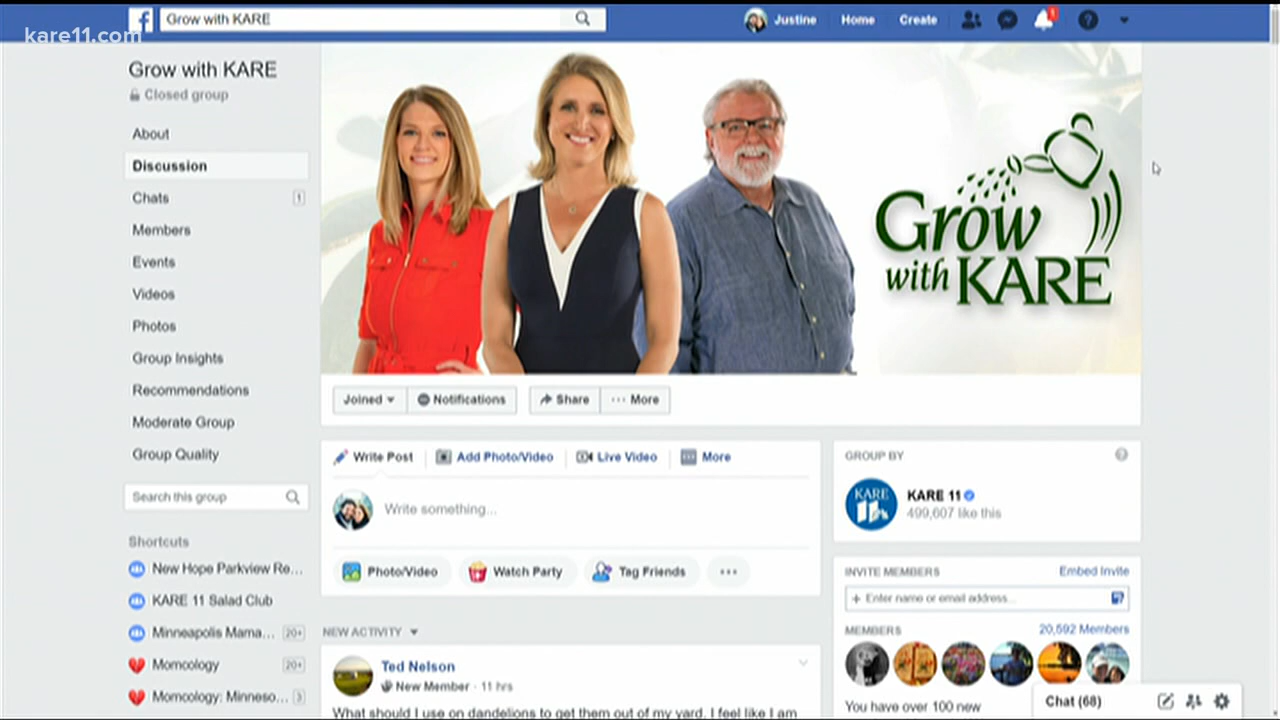 kare11.com
Grow with KARE
Justine
Home
Create
1
Grow with KARE
Closed group
About
Discussion
Chats
1
Members
Events
Videos
Photos
Group Insights
Recommendations
Moderate Group
Group Quality
Search this group
Shortcuts
New Hope Parkview Re...
KARE 11 Salad Club
Minneapolis Mama...
20+
Momcology
20+
Momcology: Minneso...
3
Grow
with KARE
Joined
Notifications
Share
More
Write Post
Add Photo/Video
Live Video
More
Write something...
Photo/Video
Watch Party
Tag Friends
NEW ACTIVITY
Ted Nelson
New Member · 11 hrs
What should I use on dandelions to get them out of my yard. I feel like I am
GROUP BY
KARE
KARE 11
499,607 like this
INVITE MEMBERS
Embed Invite
+ Enter name or email address...
MEMBERS
20,592 Members
You have over 100 new
Chat (68)